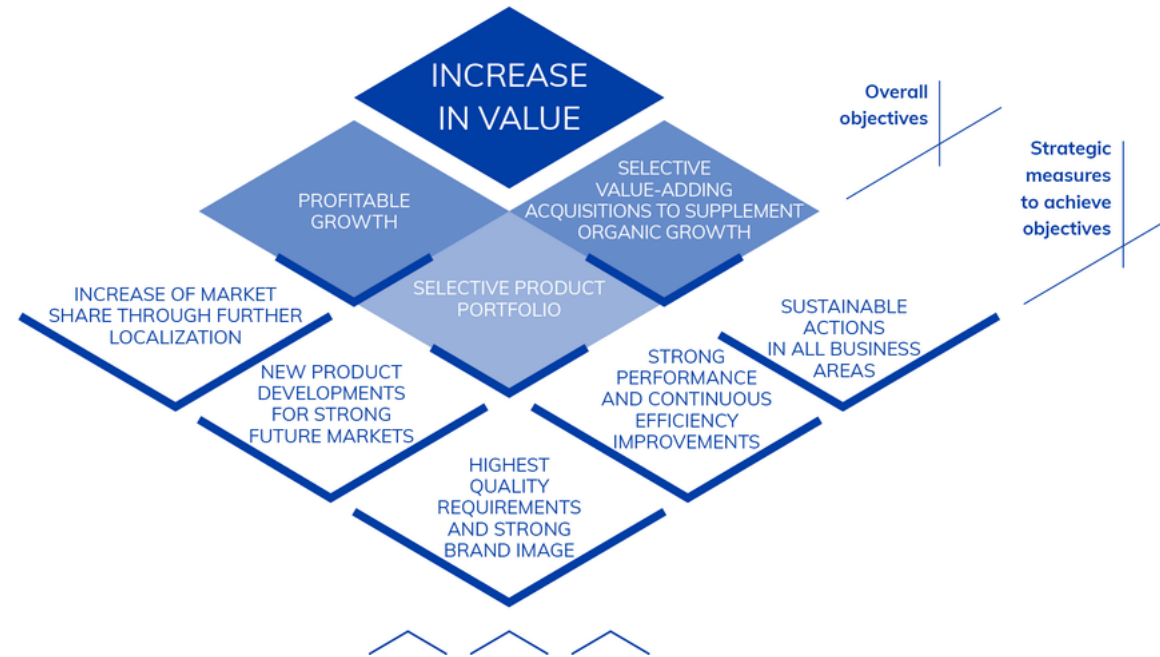 INCREASE
IN VALUE
Overall
objectives
Strategic
measures
to achieve
objectives
PROFITABLE
GROWTH
SELECTIVE
VALUE-ADDING
ACQUISITIONS TO SUPPLEMENT
ORGANIC GROWTH
SELECTIVE PRODUCT
PORTFOLIO
INCREASE OF MARKET
SHARE THROUGH FURTHER
LOCALIZATION
NEW PRODUCT
DEVELOPMENTS
FOR STRONG
FUTURE MARKETS
HIGHEST
QUALITY
REQUIREMENTS
AND STRONG
BRAND IMAGE
STRONG
PERFORMANCE
AND CONTINUOUS
EFFICIENCY
IMPROVEMENTS
SUSTAINABLE
ACTIONS
IN ALL BUSINESS
AREAS